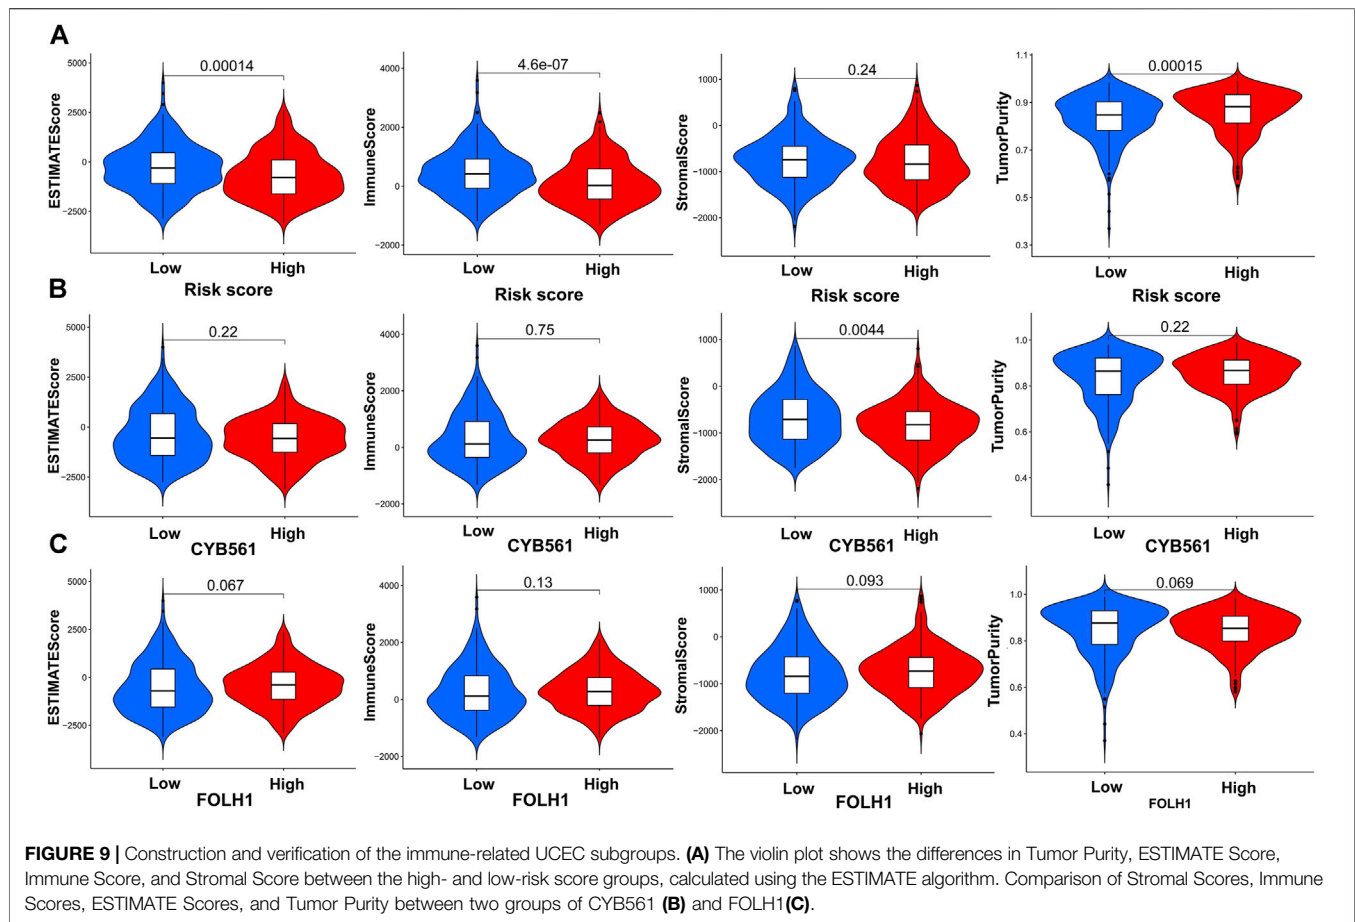 A
ESTIMATEScore
5000
2500
0
−2500
0.00014
Low High
Risk score
ImmuneScore
4000
2000
0
−2000
4.6e-07
Low High
StromalScore
1000
0
−1000
−2000
0.24
Low High
Risk score
TumorPurity
1.1
0.9
0.7
0.5
0.3
0.00015
Low High
Risk score
B
ESTIMATEScore
5000
2500
0
−2500
0.22
Low High
CYB561
ImmuneScore
4000
2000
0
−2000
0.75
Low High
CYB561
StromalScore
1000
0
−1000
−2000
0.0044
Low High
CYB561
TumorPurity
1.0
0.8
0.6
0.4
0.22
Low High
CYB561
C
ESTIMATEScore
5000
2500
0
−2500
0.067
Low High
FOLH1
ImmuneScore
4000
2000
0
−2000
0.13
Low High
FOLH1
StromalScore
1000
0
−1000
−2000
0.093
Low High
FOLH1
TumorPurity
1.0
0.8
0.6
0.4
0.069
Low High
FOLH1
FIGURE 9 | Construction and verification of the immune-related UCEC subgroups. (A) The violin plot shows the differences in Tumor Purity, ESTIMATE Score,
Immune Score, and Stromal Score between the high- and low-risk score groups, calculated using the ESTIMATE algorithm. Comparison of Stromal Scores, Immune
Scores, ESTIMATE Scores, and Tumor Purity between two groups of CYB561 (B) and FOLH1(C).